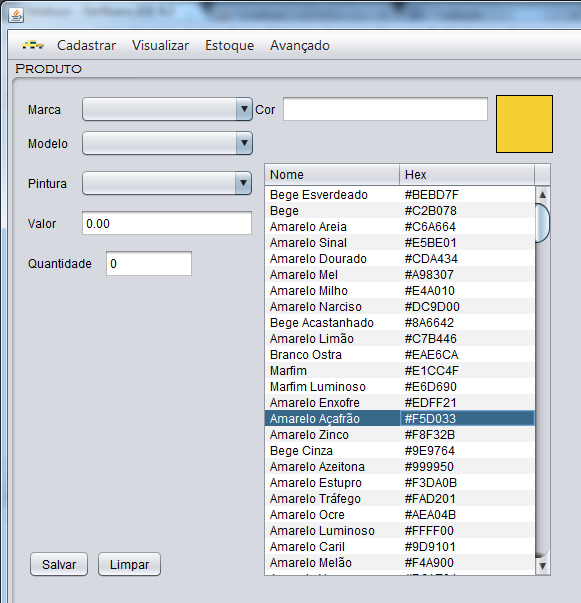 Cadastrar Visualizar Estoque Avançado
PRODUTO
Marca Cor
Modelo
Pintura
Valor 0.00
Quantidade 0
Nome Hex
Bege Esverdeado #BEBD7F
Bege #C2B078
Amarelo Areia #C6A664
Amarelo Sinal #E5BE01
Amarelo Dourado #CDA434
Amarelo Mel #A98307
Amarelo Milho #E4A010
Amarelo Narciso #DC9D00
Bege Acastanhado #8A6642
Amarelo Limão #C7B446
Branco Ostra #EAE6CA
Marfim #E1CC4F
Marfim Luminoso #E6D690
Amarelo Enxofre #EDFF21
Amarelo Açafrão #F5D033
Amarelo Zinco #F8F32B
Bege Cinza #9E9764
Amarelo Azeitona #999950
Amarelo Estupro #F3DA0B
Amarelo Tráfego #FAD201
Amarelo Ocre #AEA04B
Amarelo Luminoso #FFFF00
Amarelo Caril #9D9101
Amarelo Melão #F4A900
Salvar Limpar